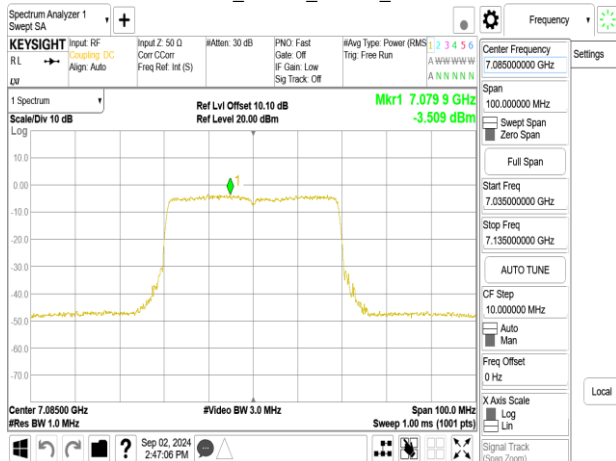 Spectrum Analyzer 1
Swept SA
Frequency
KEYSIGHT
Input: RF
Coupling: DC
Align: Auto
Input Z: 50 Ω
Corr CCorr
Freq Ref: Int (S)
#Atten: 30 dB
PNO: Fast
Gate: Off
IF Gain: Low
Sig Track: Off
#Avg Type: Power (RMS
Trig: Free Run
1 2 3 4 5 6
A W W W W W
A N N N N N
RL
LXI
1 Spectrum
Scale/Div 10 dB
Ref Lvl Offset 10.10 dB
Ref Level 20.00 dBm
Mkr1 7.079 9 GHz
-3.509 dBm
Log
10.0
0.00
-10.0
-20.0
-30.0
-40.0
-50.0
-60.0
-70.0
1
Center 7.08500 GHz
#Res BW 1.0 MHz
#Video BW 3.0 MHz
Span 100.0 MHz
Sweep 1.00 ms (1001 pts)
Sep 02, 2024
2:47:06 PM
Center Frequency
7.085000000 GHz
Settings
Span
100.000000 MHz
Swept Span
Zero Span
Full Span
Start Freq
7.035000000 GHz
Stop Freq
7.135000000 GHz
AUTO TUNE
CF Step
10.000000 MHz
Auto
Man
Freq Offset
0 Hz
X Axis Scale
Log
Lin
Local
Signal Track
(Span Zoom)